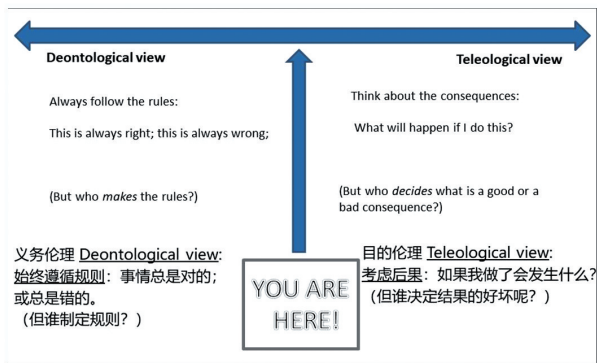 Deontological view
Teleological view
Always follow the rules:
This is always right; this is always wrong;
(But who makes the rules?)
Think about the consequences:
What will happen if I do this?
(But who decides what is a good or a
bad consequence?)
义务伦理 Deontological view:
始终遵循规则：事情总是对的；
或总是错的。
（但谁制定规则？）
YOU ARE
HERE!
目的伦理 Teleological view:
考虑后果：如果我做了会发生什么？
（但谁决定结果的好坏呢？）